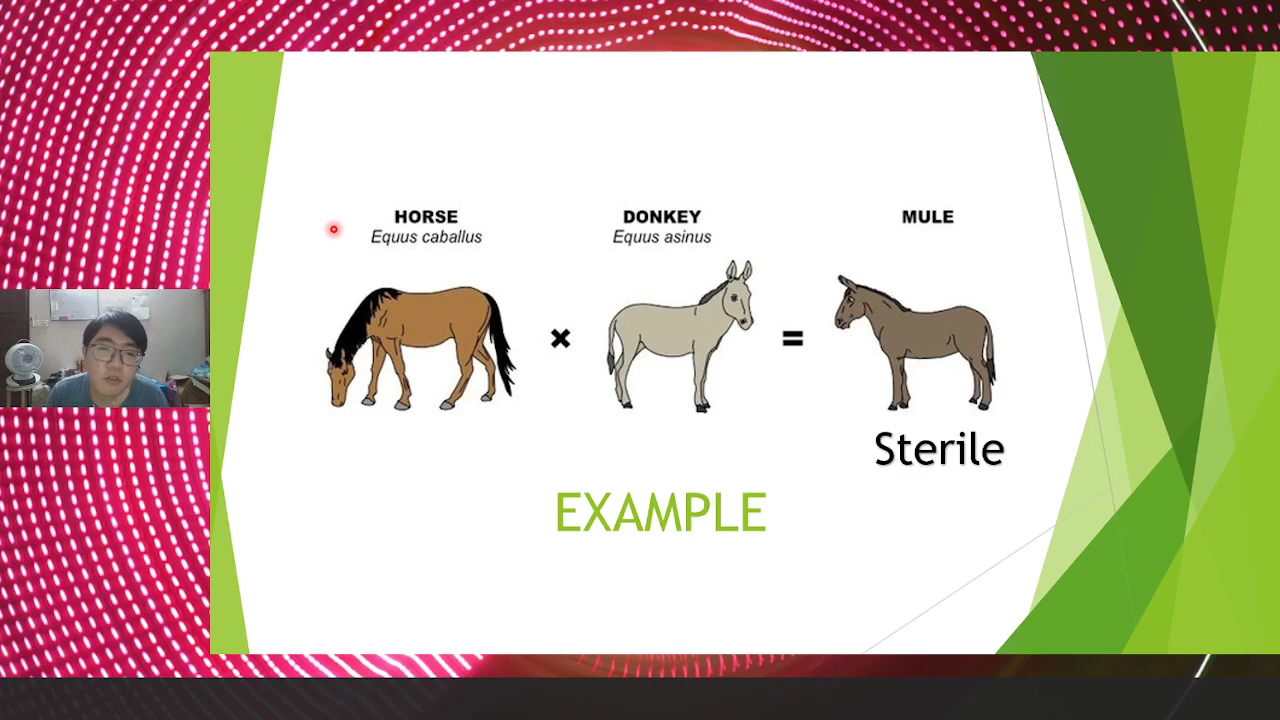 HORSE
Equus caballus
DONKEY
Equus asinus
MULE
Sterile
EXAMPLE